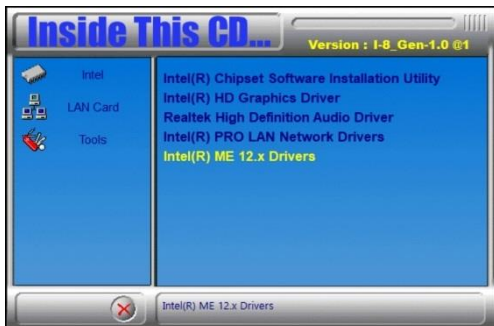 Inside This CD...
Version : I-8_Gen-1.0 @1
Intel
LAN Card
Tools
Intel(R) Chipset Software Installation Utility
Intel(R) HD Graphics Driver
Realtek High Definition Audio Driver
Intel(R) PRO LAN Network Drivers
Intel(R) ME 12.x Drivers
Intel(R) ME 12.x Drivers